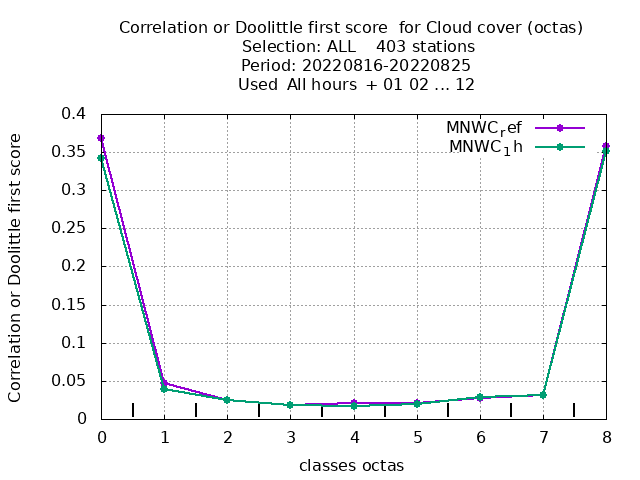 Correlation or Doolittle first score  for Cloud cover (octas)
Selection: ALL    403 stations
Period: 20220816-20220825
Used  All hours  + 01 02 ... 12
MNWCref
MNWC1h
Correlation or Doolittle first score
0.4
0.35
0.3
0.25
0.2
0.15
0.1
0.05
0
0 1 2 3 4 5 6 7 8
classes octas